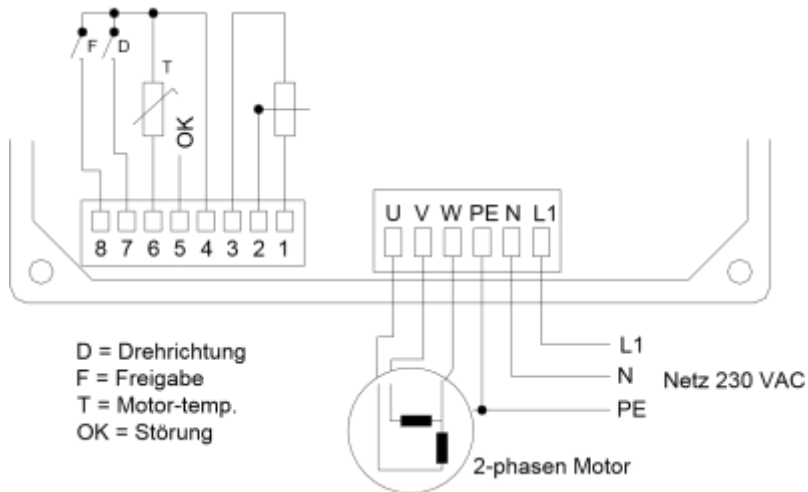 F D
T
OK
8 7 6 5 4 3 2 1
U V W PE N L1
D = Drehrichtung
F = Freigabe
T = Motor-temp.
OK = Störung
L1
N Netz 230 VAC
PE
2-phasen Motor